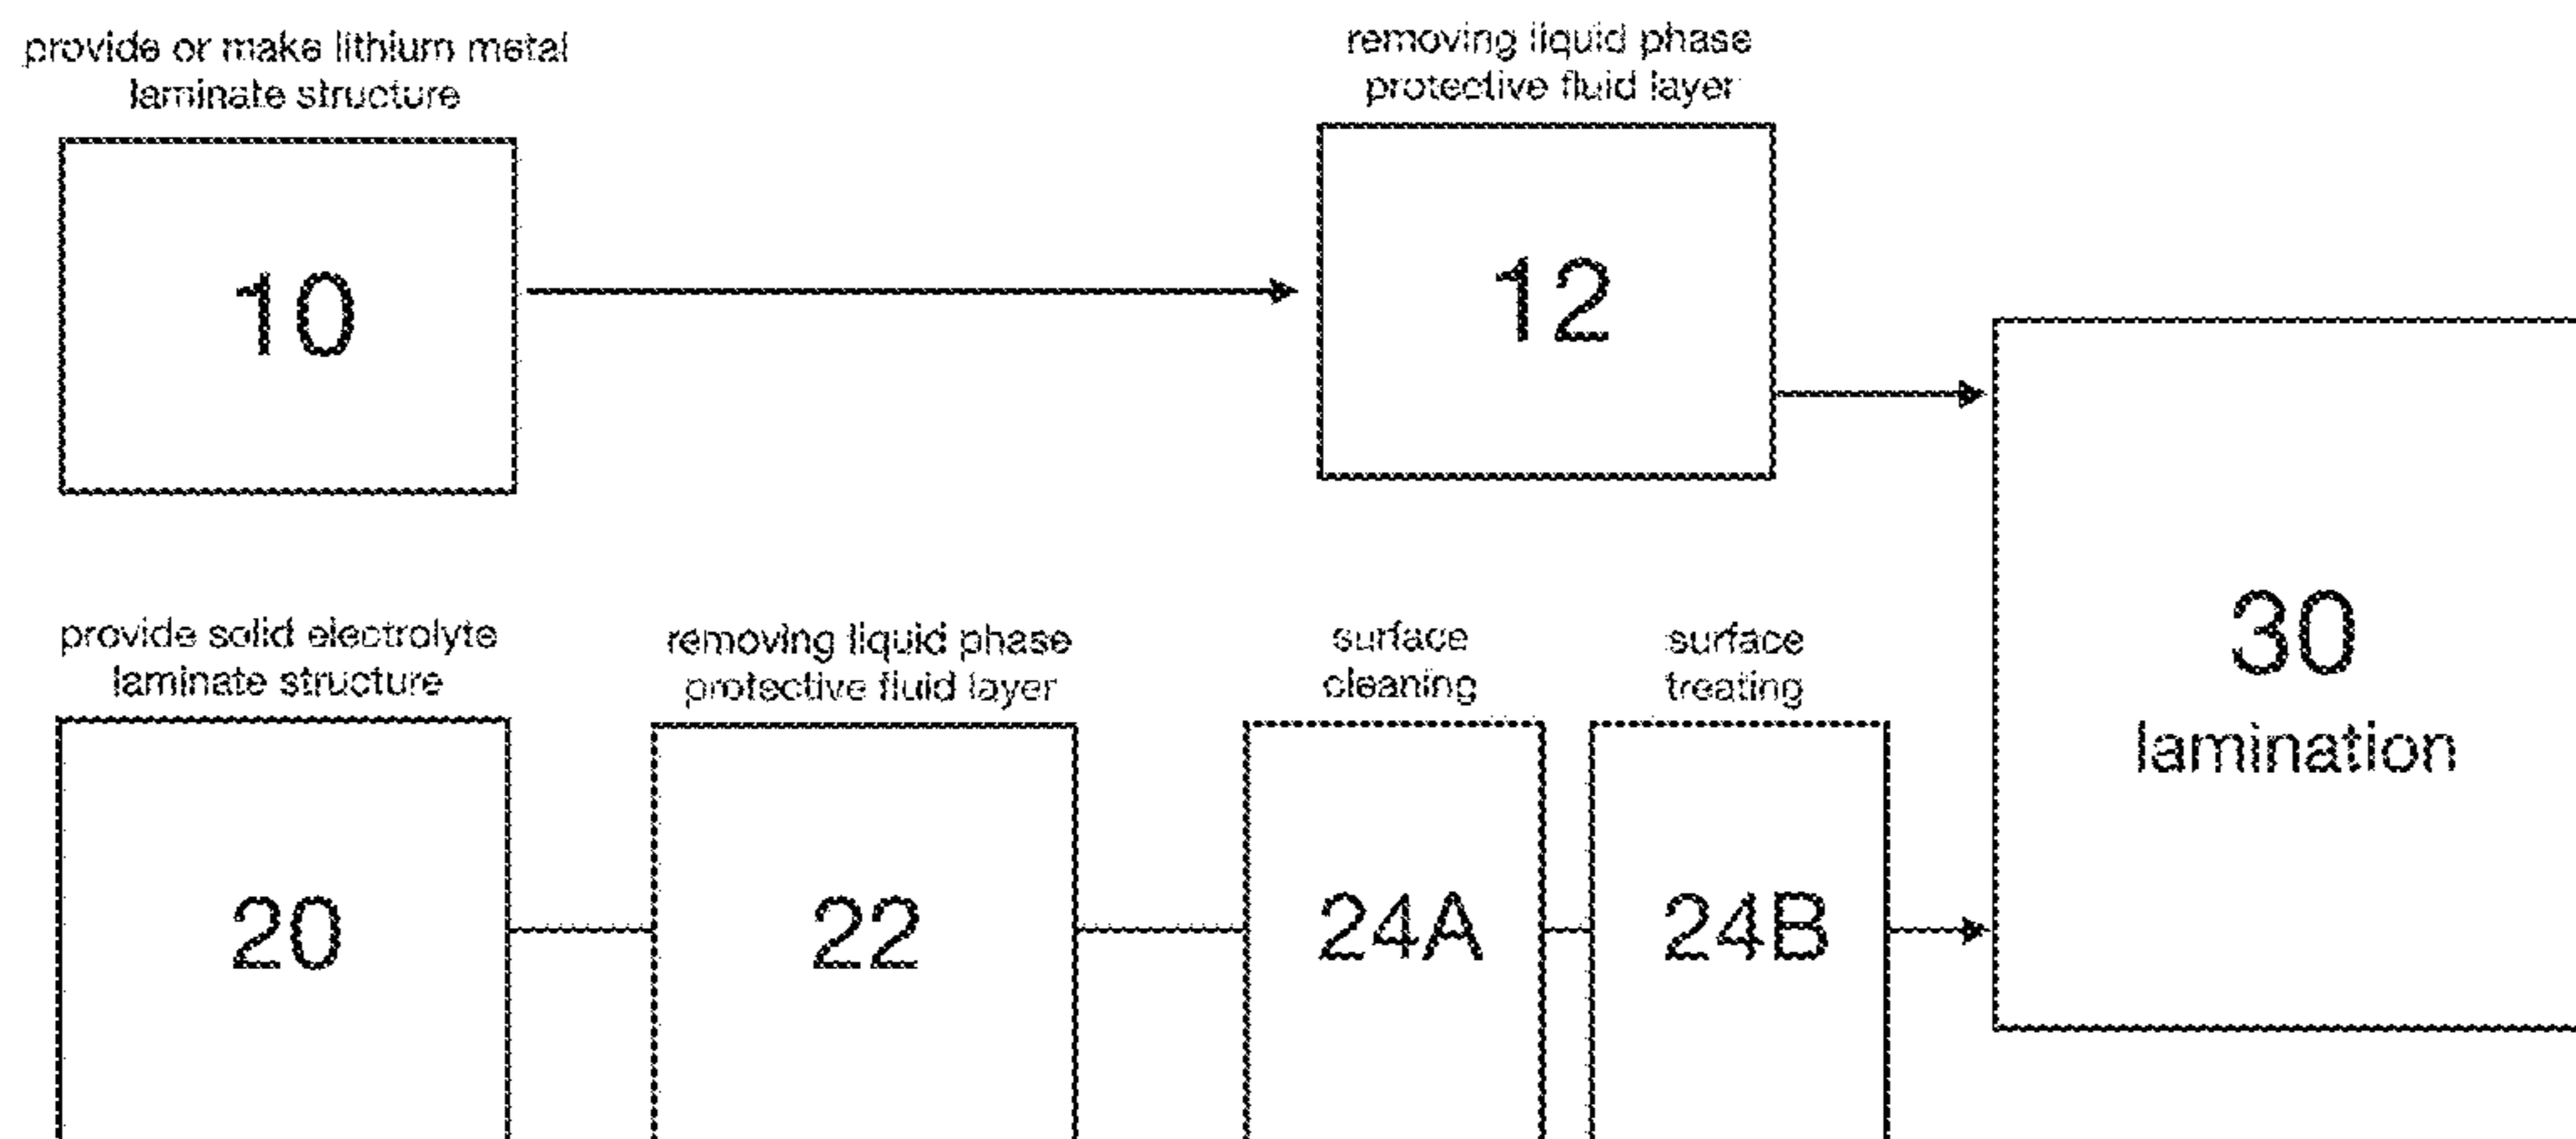 provide or make lithium metal
laminate structure
10
removing liquid phase
protective fluid layer
12
provide solid electrolyte
laminate structure
20
removing liquid phase
protective fluid layer
22
surface
cleaning
24A
surface
treating
24B
30
lamination